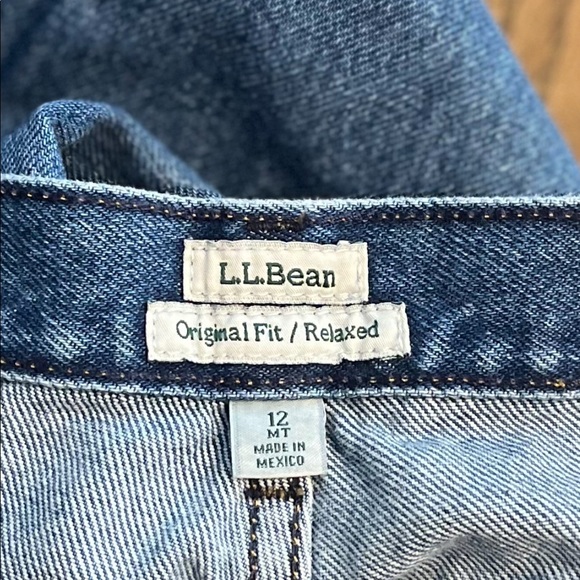 L.L.Bean
Original Fit / Relaxed
12
MT
MADE IN
MEXICO